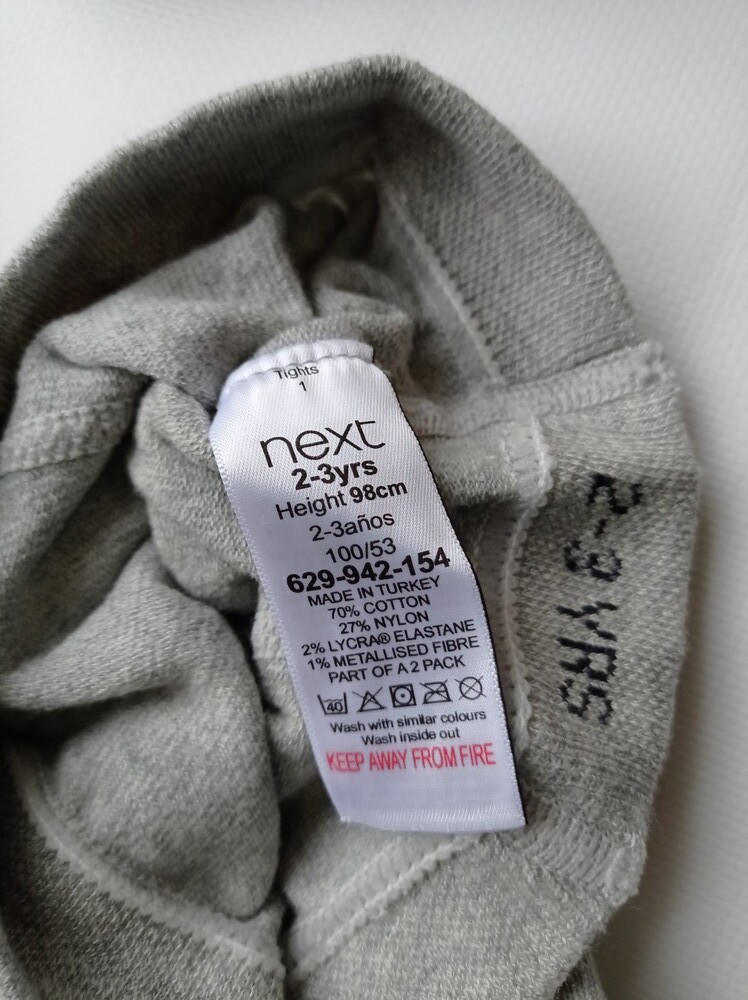 Tights
1
next
2-3yrs
Height 98cm
2-3años
100/53
629-942-154
MADE IN TURKEY
70% COTTON
27% NYLON
2% LYCRA® ELASTANE
1% METALLISED FIBRE
PART OF A 2 PACK
40
Wash with similar colours
Wash inside out
KEEP AWAY FROM FIRE
2-3 YRS